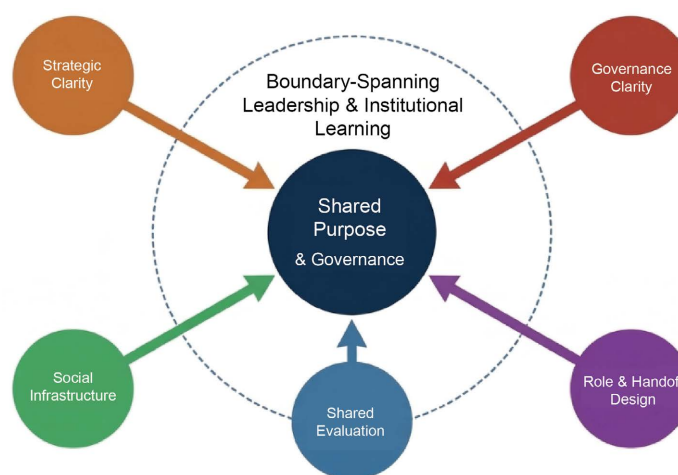 Strategic
Clarity
Governance
Clarity
Boundary-Spanning
Leadership & Institutional
Learning
Shared
Purpose
& Governance
Social
Infrastructure
Shared
Evaluation
Role & Handof
Design